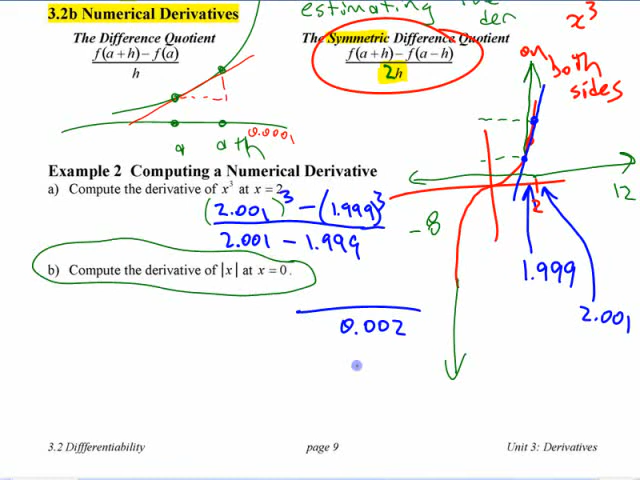 3.2b Numerical Derivatives
estimating the
der
x³
The Difference Quotient
f(a + h) − f(a)
h
The Symmetric Difference Quotient
f(a + h) − f(a − h)
2h
on
both
sides
a
a + h
0.0001
Example 2 Computing a Numerical Derivative
a) Compute the derivative of x³ at x = 2
(2.001)³ − (1.999)³
2.001 − 1.999
12
2
−8
b) Compute the derivative of |x| at x = 0.
1.999
2.001
0.002
3.2 Diffferentiability
page 9
Unit 3: Derivatives